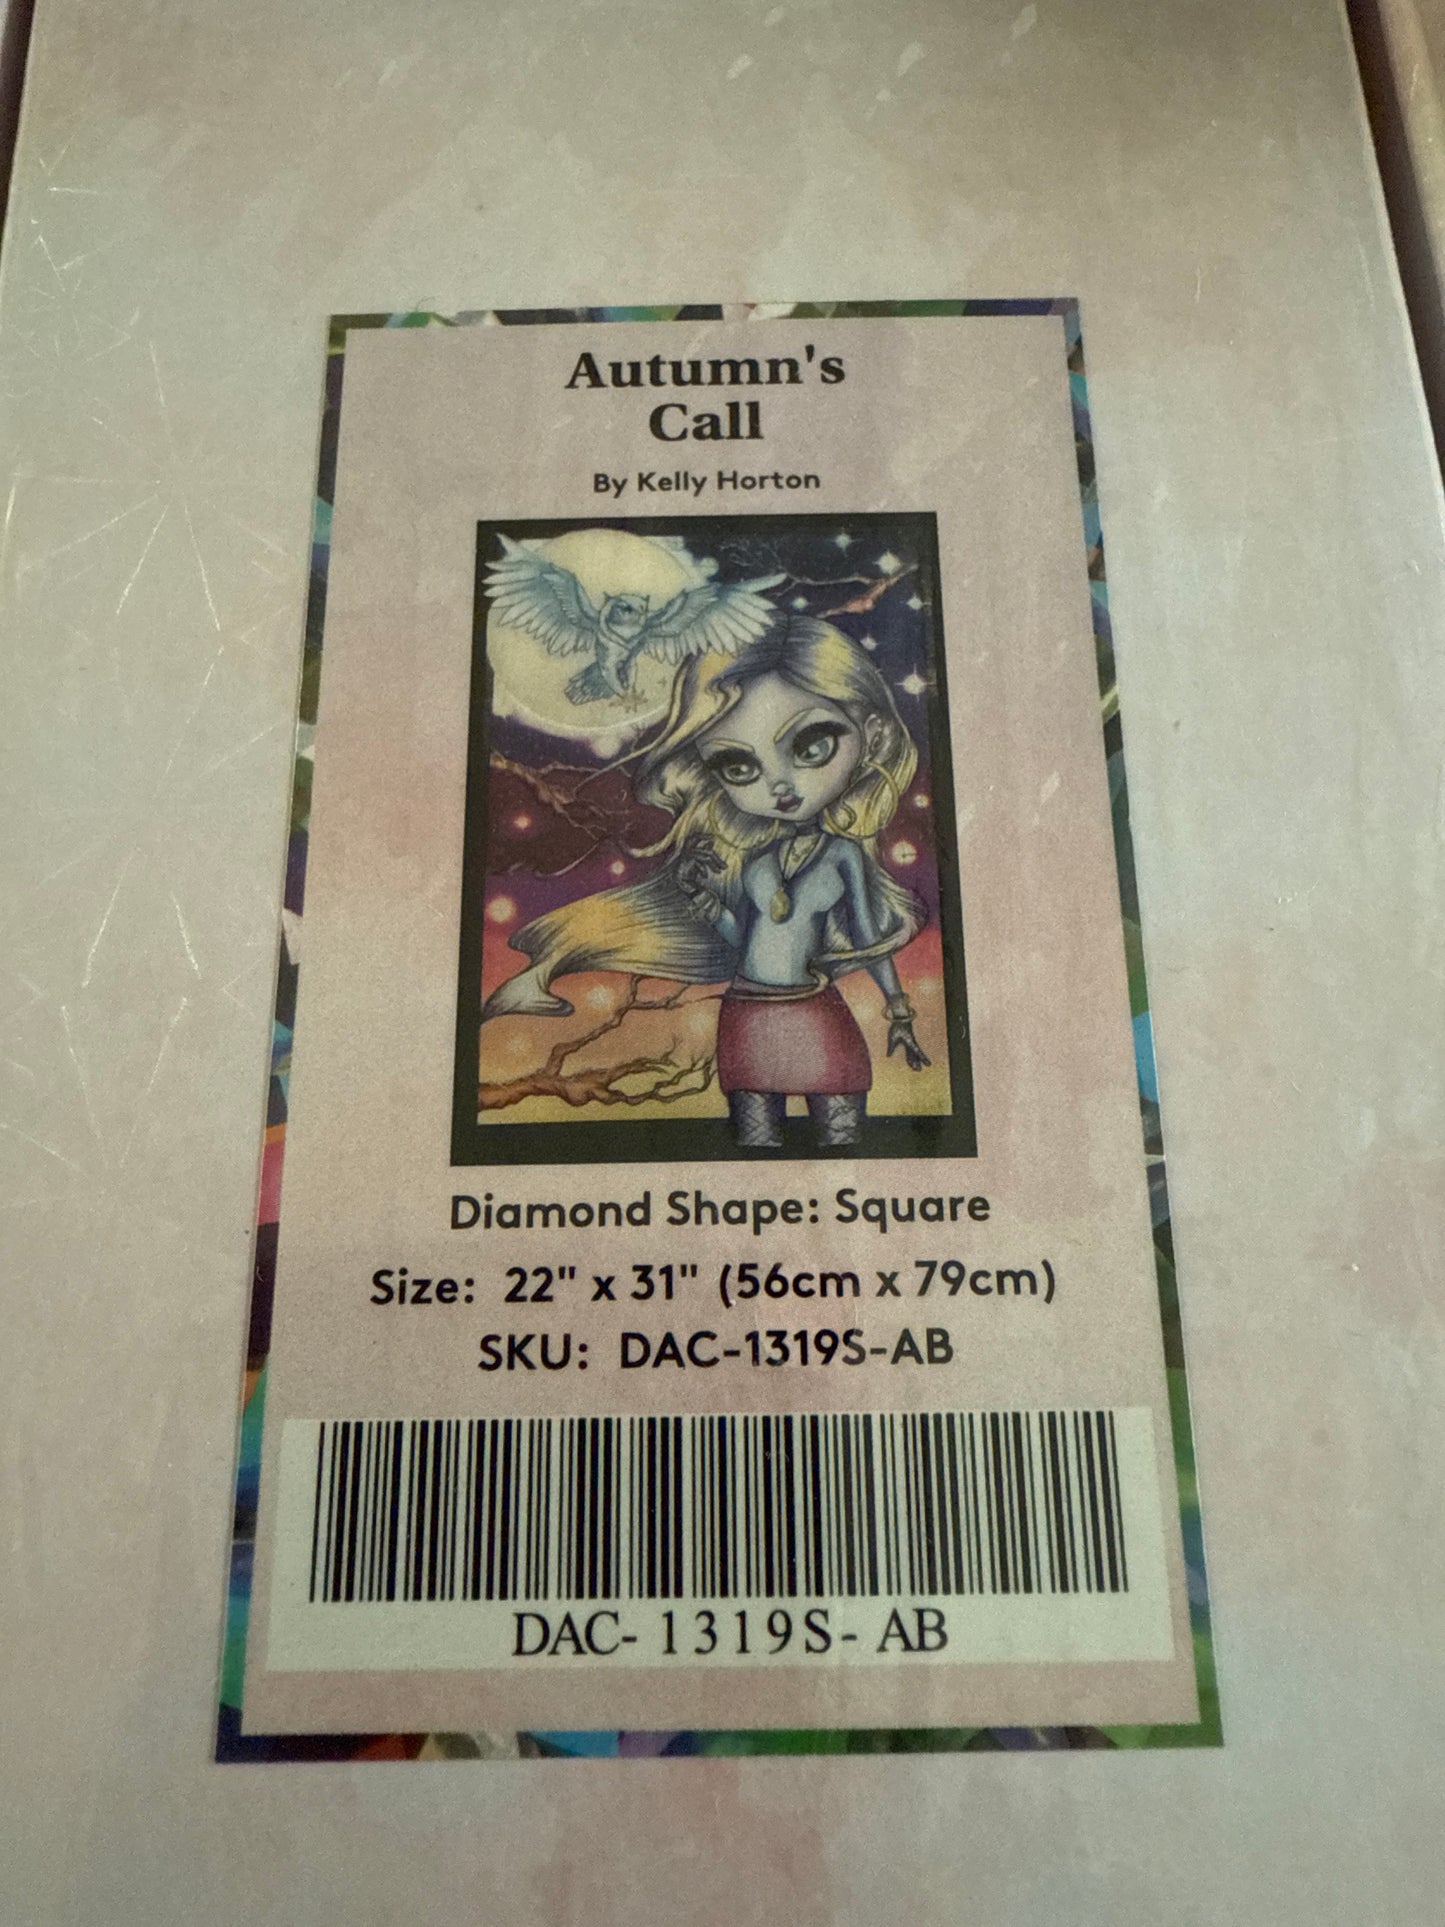 Autumn's
Call
By Kelly Horton
Diamond Shape: Square
Size: 22" x 31" (56cm x 79cm)
SKU: DAC-1319S-AB
DAC- 1319S- AB